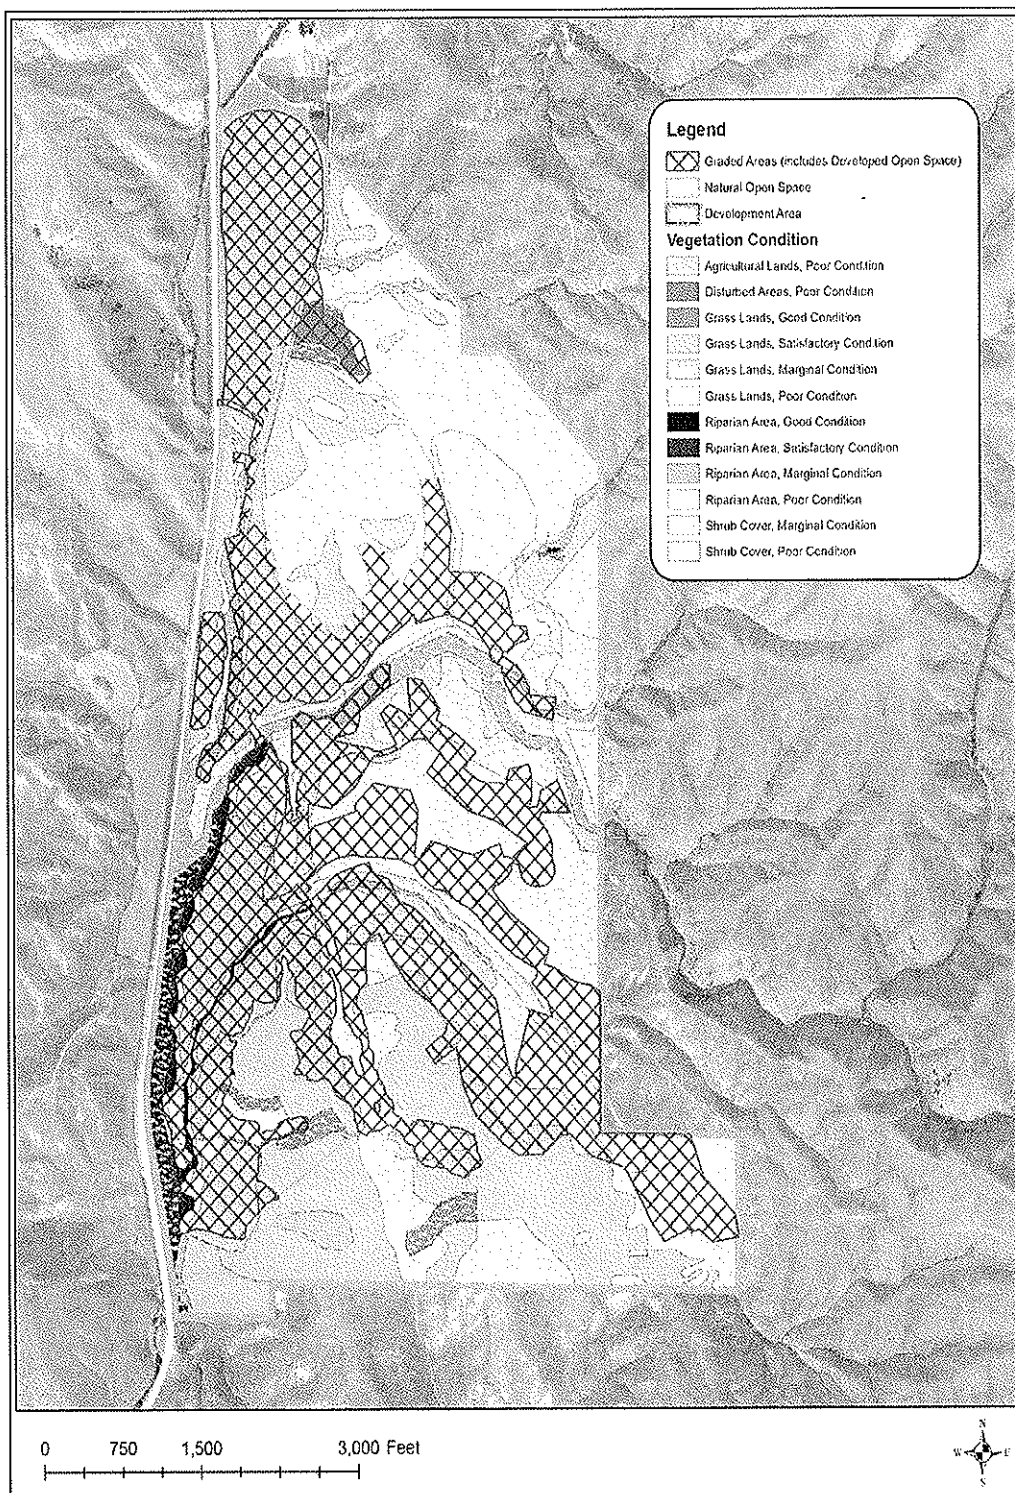 Legend
Graded Areas (includes Developed Open Space)
Natural Open Space
Development Area
Vegetation Condition
Agricultural Lands, Poor Condition
Disturbed Areas, Poor Condition
Grass Lands, Good Condition
Grass Lands, Satisfactory Condition
Grass Lands, Marginal Condition
Grass Lands, Poor Condition
Riparian Area, Good Condition
Riparian Area, Satisfactory Condition
Riparian Area, Marginal Condition
Riparian Area, Poor Condition
Shrub Cover, Marginal Condition
Shrub Cover, Poor Condition
0 750 1,500 3,000 Feet
N
W E
S